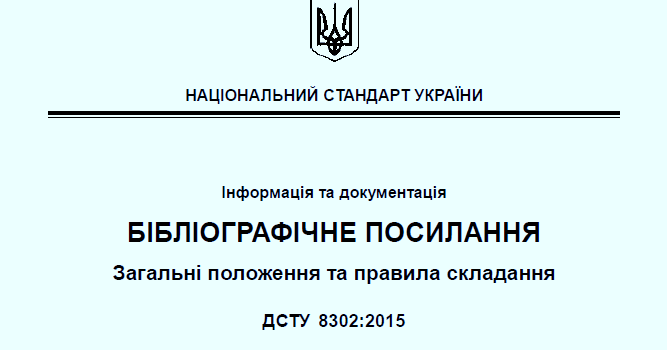 НАЦІОНАЛЬНИЙ СТАНДАРТ УКРАЇНИ
Інформація та документація
БІБЛІОГРАФІЧНЕ ПОСИЛАННЯ
Загальні положення та правила складання
ДСТУ 8302:2015